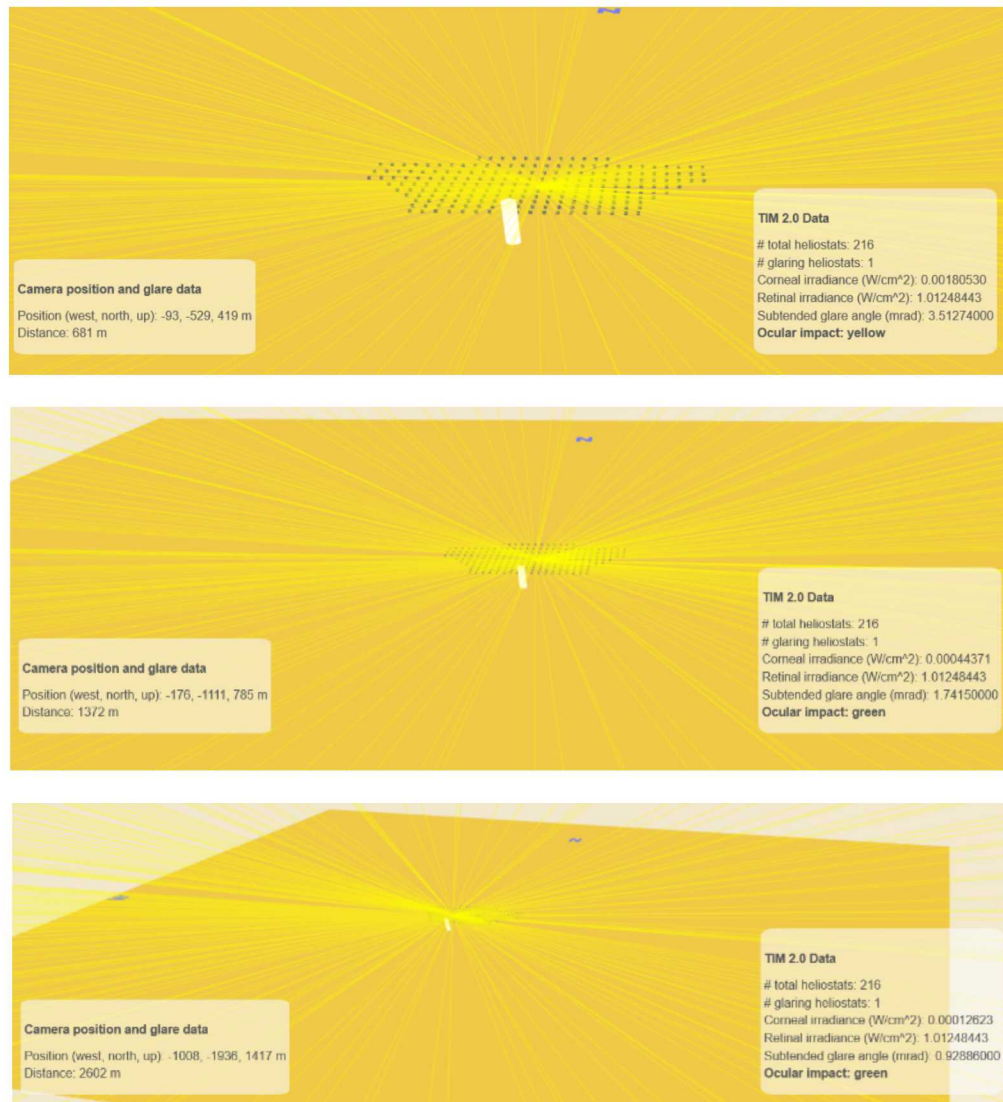 TIM 2.0 Data
# total heliostats: 216
# glaring heliostats: 1
Corneal irradiance (W/cm^2): 0.00180530
Retinal irradiance (W/cm^2): 1.01248443
Subtended glare angle (mrad): 3.51274000
Ocular impact: yellow
Camera position and glare data
Position (west, north, up): -93, -529, 419 m
Distance: 681 m
TIM 2.0 Data
# total heliostats: 216
# glaring heliostats: 1
Corneal irradiance (W/cm^2): 0.00044371
Retinal irradiance (W/cm^2): 1.01248443
Subtended glare angle (mrad): 1.74150000
Ocular impact: green
Camera position and glare data
Position (west, north, up): -176, -1111, 785 m
Distance: 1372 m
TIM 2.0 Data
# total heliostats: 216
# glaring heliostats: 1
Corneal irradiance (W/cm^2): 0.00012623
Retinal irradiance (W/cm^2): 1.01248443
Subtended glare angle (mrad): 0.92886000
Ocular impact: green
Camera position and glare data
Position (west, north, up): -1008, -1936, 1417 m
Distance: 2602 m